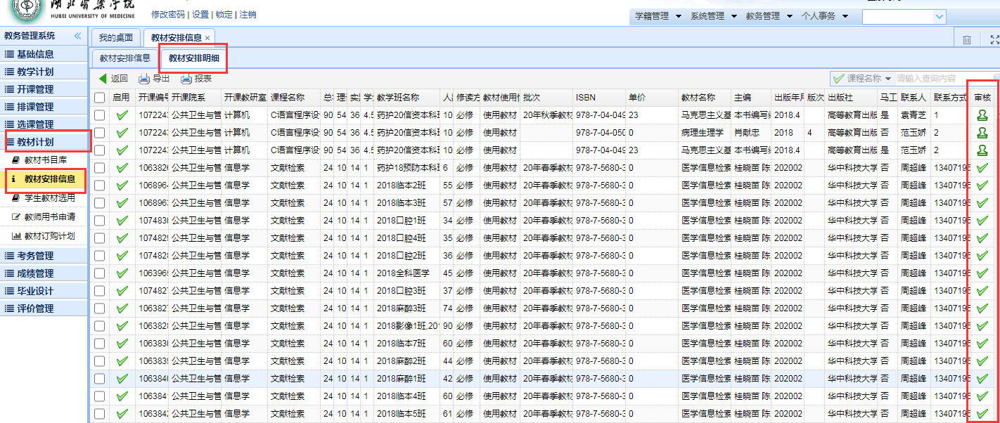 湖北醫藥学院
HUBEI UNIVERSITY OF MEDICINE
修改密码 | 设置 | 锁定 | 注销
学籍管理 系统管理 教务管理 个人事务
教务管理系统
基础信息
教学计划
开课管理
排课管理
选课管理
教材计划
教材书目库
教材安排信息
学生教材选用
教师用书申请
教材订购计划
考务管理
成绩管理
毕业设计
评价管理
我的桌面 教材安排信息
教材安排信息 教材安排明细
返回 导出 报表 课程名称 请输入查询内容
启用 开课编号 开课院系 开课教研室 课程名称 总 理 实 学 教学班名称 人 修读方 教材使用 批次 ISBN 单价 教材名称 主编 出版年月 版次 出版社 马工 联系人 联系方式 审核
107224 公共卫生与管 计算机 C语言程序设 90 54 36 4.5 药护20信资本科班 10 必修 使用教材 20年秋季教材 978-7-04-049 23 马克思主义基 本书编写组 2018.4 高等教育出版 是 袁青芝 1
107224 公共卫生与管 计算机 C语言程序设 90 54 36 4.5 药护20信资本科班 10 必修 使用教材 978-7-04-050 0 病理生理学 肖献忠 2018 4 高等教育出版 否 范玉娇 2
107224 公共卫生与管 计算机 C语言程序设 90 54 36 4.5 药护20信资本科班 10 必修 使用教材 978-7-04-049 23 马克思主义基 本书编写组 2018.4 高等教育出版 是 范玉娇 2
106382 公共卫生与管 信息学 文献检索 24 10 14 1 药护18预防本科班 6 必修 使用教材 20年春季教材 978-7-5680-3 0 医学信息检索 桂晓苗 陈 202002 华中科技大学 否 周超峰 1340719
106896 公共卫生与管 信息学 文献检索 24 10 14 1 2018临本2班 55 必修 使用教材 20年春季教材 978-7-5680-3 0 医学信息检索 桂晓苗 陈 202002 华中科技大学 否 周超峰 1340719
106896 公共卫生与管 信息学 文献检索 24 10 14 1 2018临本3班 57 必修 使用教材 20年春季教材 978-7-5680-3 0 医学信息检索 桂晓苗 陈 202002 华中科技大学 否 周超峰 1340719
107483 公共卫生与管 信息学 文献检索 24 10 14 1 2018口腔1班 34 必修 使用教材 20年春季教材 978-7-5680-3 0 医学信息检索 桂晓苗 陈 202002 华中科技大学 否 周超峰 1340719
107482 公共卫生与管 信息学 文献检索 24 10 14 1 2018口腔4班 35 必修 使用教材 20年春季教材 978-7-5680-3 0 医学信息检索 桂晓苗 陈 202002 华中科技大学 否 周超峰 1340719
107482 公共卫生与管 信息学 文献检索 24 10 14 1 2018口腔2班 36 必修 使用教材 20年春季教材 978-7-5680-3 0 医学信息检索 桂晓苗 陈 202002 华中科技大学 否 周超峰 1340719
106396 公共卫生与管 信息学 文献检索 24 10 14 1 2018全科医学 45 必修 使用教材 20年春季教材 978-7-5680-3 0 医学信息检索 桂晓苗 陈 202002 华中科技大学 否 周超峰 1340719
107482 公共卫生与管 信息学 文献检索 24 10 14 1 2018口腔3班 37 必修 使用教材 20年春季教材 978-7-5680-3 0 医学信息检索 桂晓苗 陈 202002 华中科技大学 否 周超峰 1340719
106382 公共卫生与管 信息学 文献检索 24 10 14 1 2018麻醉3班 74 必修 使用教材 20年春季教材 978-7-5680-3 0 医学信息检索 桂晓苗 陈 202002 华中科技大学 否 周超峰 1340719
106382 公共卫生与管 信息学 文献检索 24 10 14 1 2018影像1班,20 90 必修 使用教材 20年春季教材 978-7-5680-3 0 医学信息检索 桂晓苗 陈 202002 华中科技大学 否 周超峰 1340719
106383 公共卫生与管 信息学 文献检索 24 10 14 1 2018临本7班 60 必修 使用教材 20年春季教材 978-7-5680-3 0 医学信息检索 桂晓苗 陈 202002 华中科技大学 否 周超峰 1340719
106383 公共卫生与管 信息学 文献检索 24 10 14 1 2018麻醉2班 44 必修 使用教材 20年春季教材 978-7-5680-3 0 医学信息检索 桂晓苗 陈 202002 华中科技大学 否 周超峰 1340719
106384 公共卫生与管 信息学 文献检索 24 10 14 1 2018麻醉1班 42 必修 使用教材 20年春季教材 978-7-5680-3 0 医学信息检索 桂晓苗 陈 202002 华中科技大学 否 周超峰 1340719
106384 公共卫生与管 信息学 文献检索 24 10 14 1 2018临本4班 60 必修 使用教材 20年春季教材 978-7-5680-3 0 医学信息检索 桂晓苗 陈 202002 华中科技大学 否 周超峰 1340719
106384 公共卫生与管 信息学 文献检索 24 10 14 1 2018临本5班 61 必修 使用教材 20年春季教材 978-7-5680-3 0 医学信息检索 桂晓苗 陈 202002 华中科技大学 否 周超峰 1340719